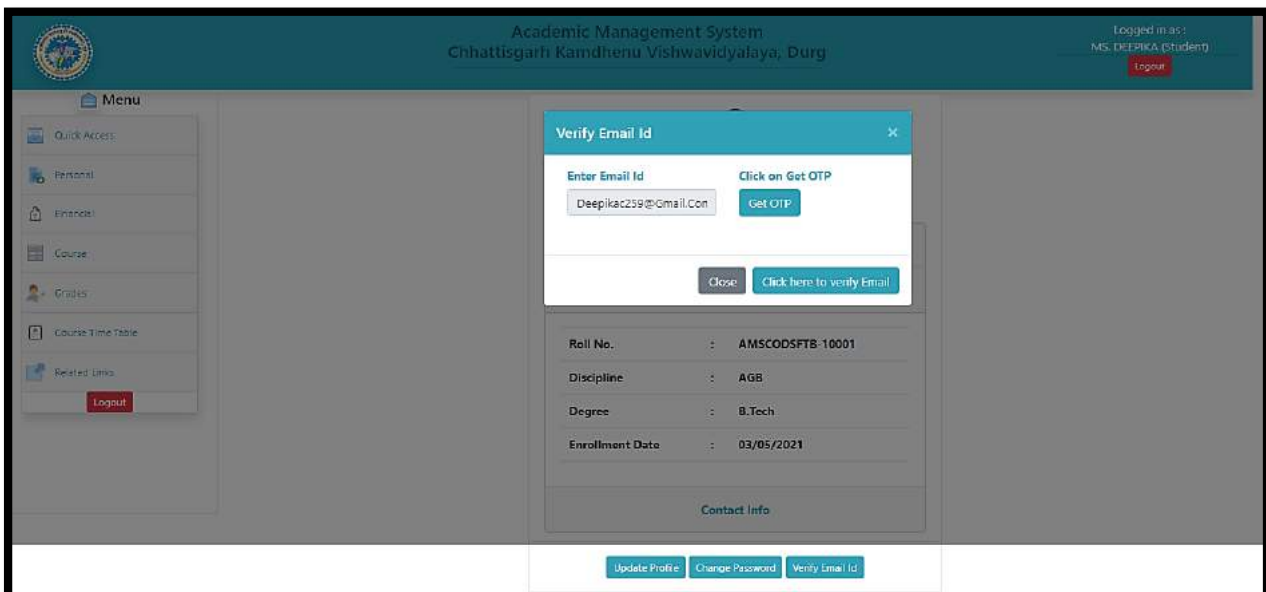 Academic Management System
Chhattisgarh Kamdhenu Vishwavidyalaya, Durg
Logged in as :
MS. DEEPIKA (Student)
Logout
Menu
Quick Access
Personal
Financial
Course
Grades
Course Time Table
Related Links
Logout
Verify Email Id
×
Enter Email Id
Click on Get OTP
Deepikac259@Gmail.Con
Get OTP
Close
Click here to verify Email
Roll No. : AMSCODSFTB-10001
Discipline : AGB
Degree : B.Tech
Enrollment Date : 03/05/2021
Contact Info
Update Profile
Change Password
Verify Email Id